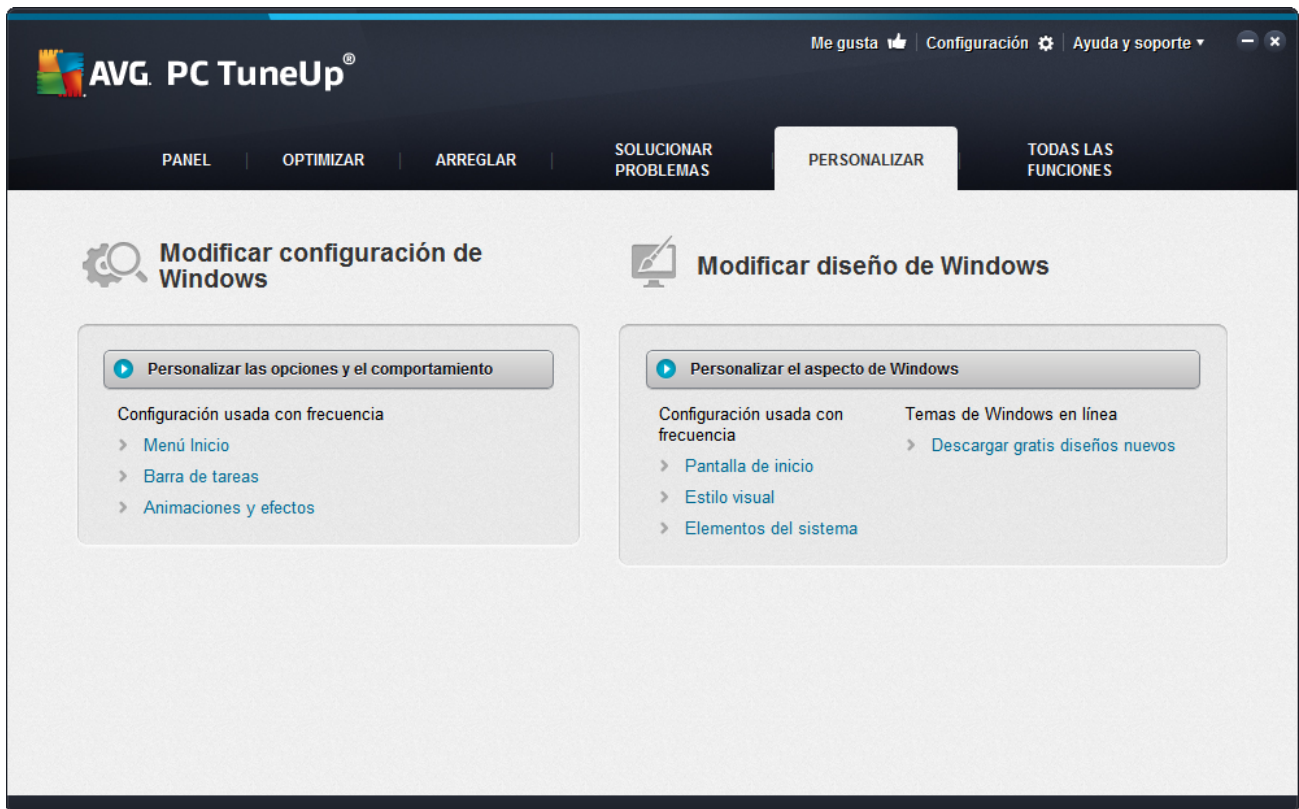 Me gusta
Configuración
Ayuda y soporte
AVG. PC TuneUp®
PANEL
OPTIMIZAR
ARREGLAR
SOLUCIONAR
PROBLEMAS
PERSONALIZAR
TODAS LAS
FUNCIONES
Modificar configuración de
Windows
Personalizar las opciones y el comportamiento
Configuración usada con frecuencia
Menú Inicio
Barra de tareas
Animaciones y efectos
Modificar diseño de Windows
Personalizar el aspecto de Windows
Configuración usada con
frecuencia
Pantalla de inicio
Estilo visual
Elementos del sistema
Temas de Windows en línea
Descargar gratis diseños nuevos